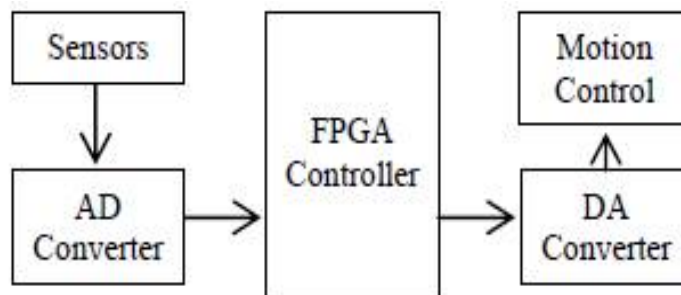 Sensors
AD
Converter
FPGA
Controller
Motion
Control
DA
Converter